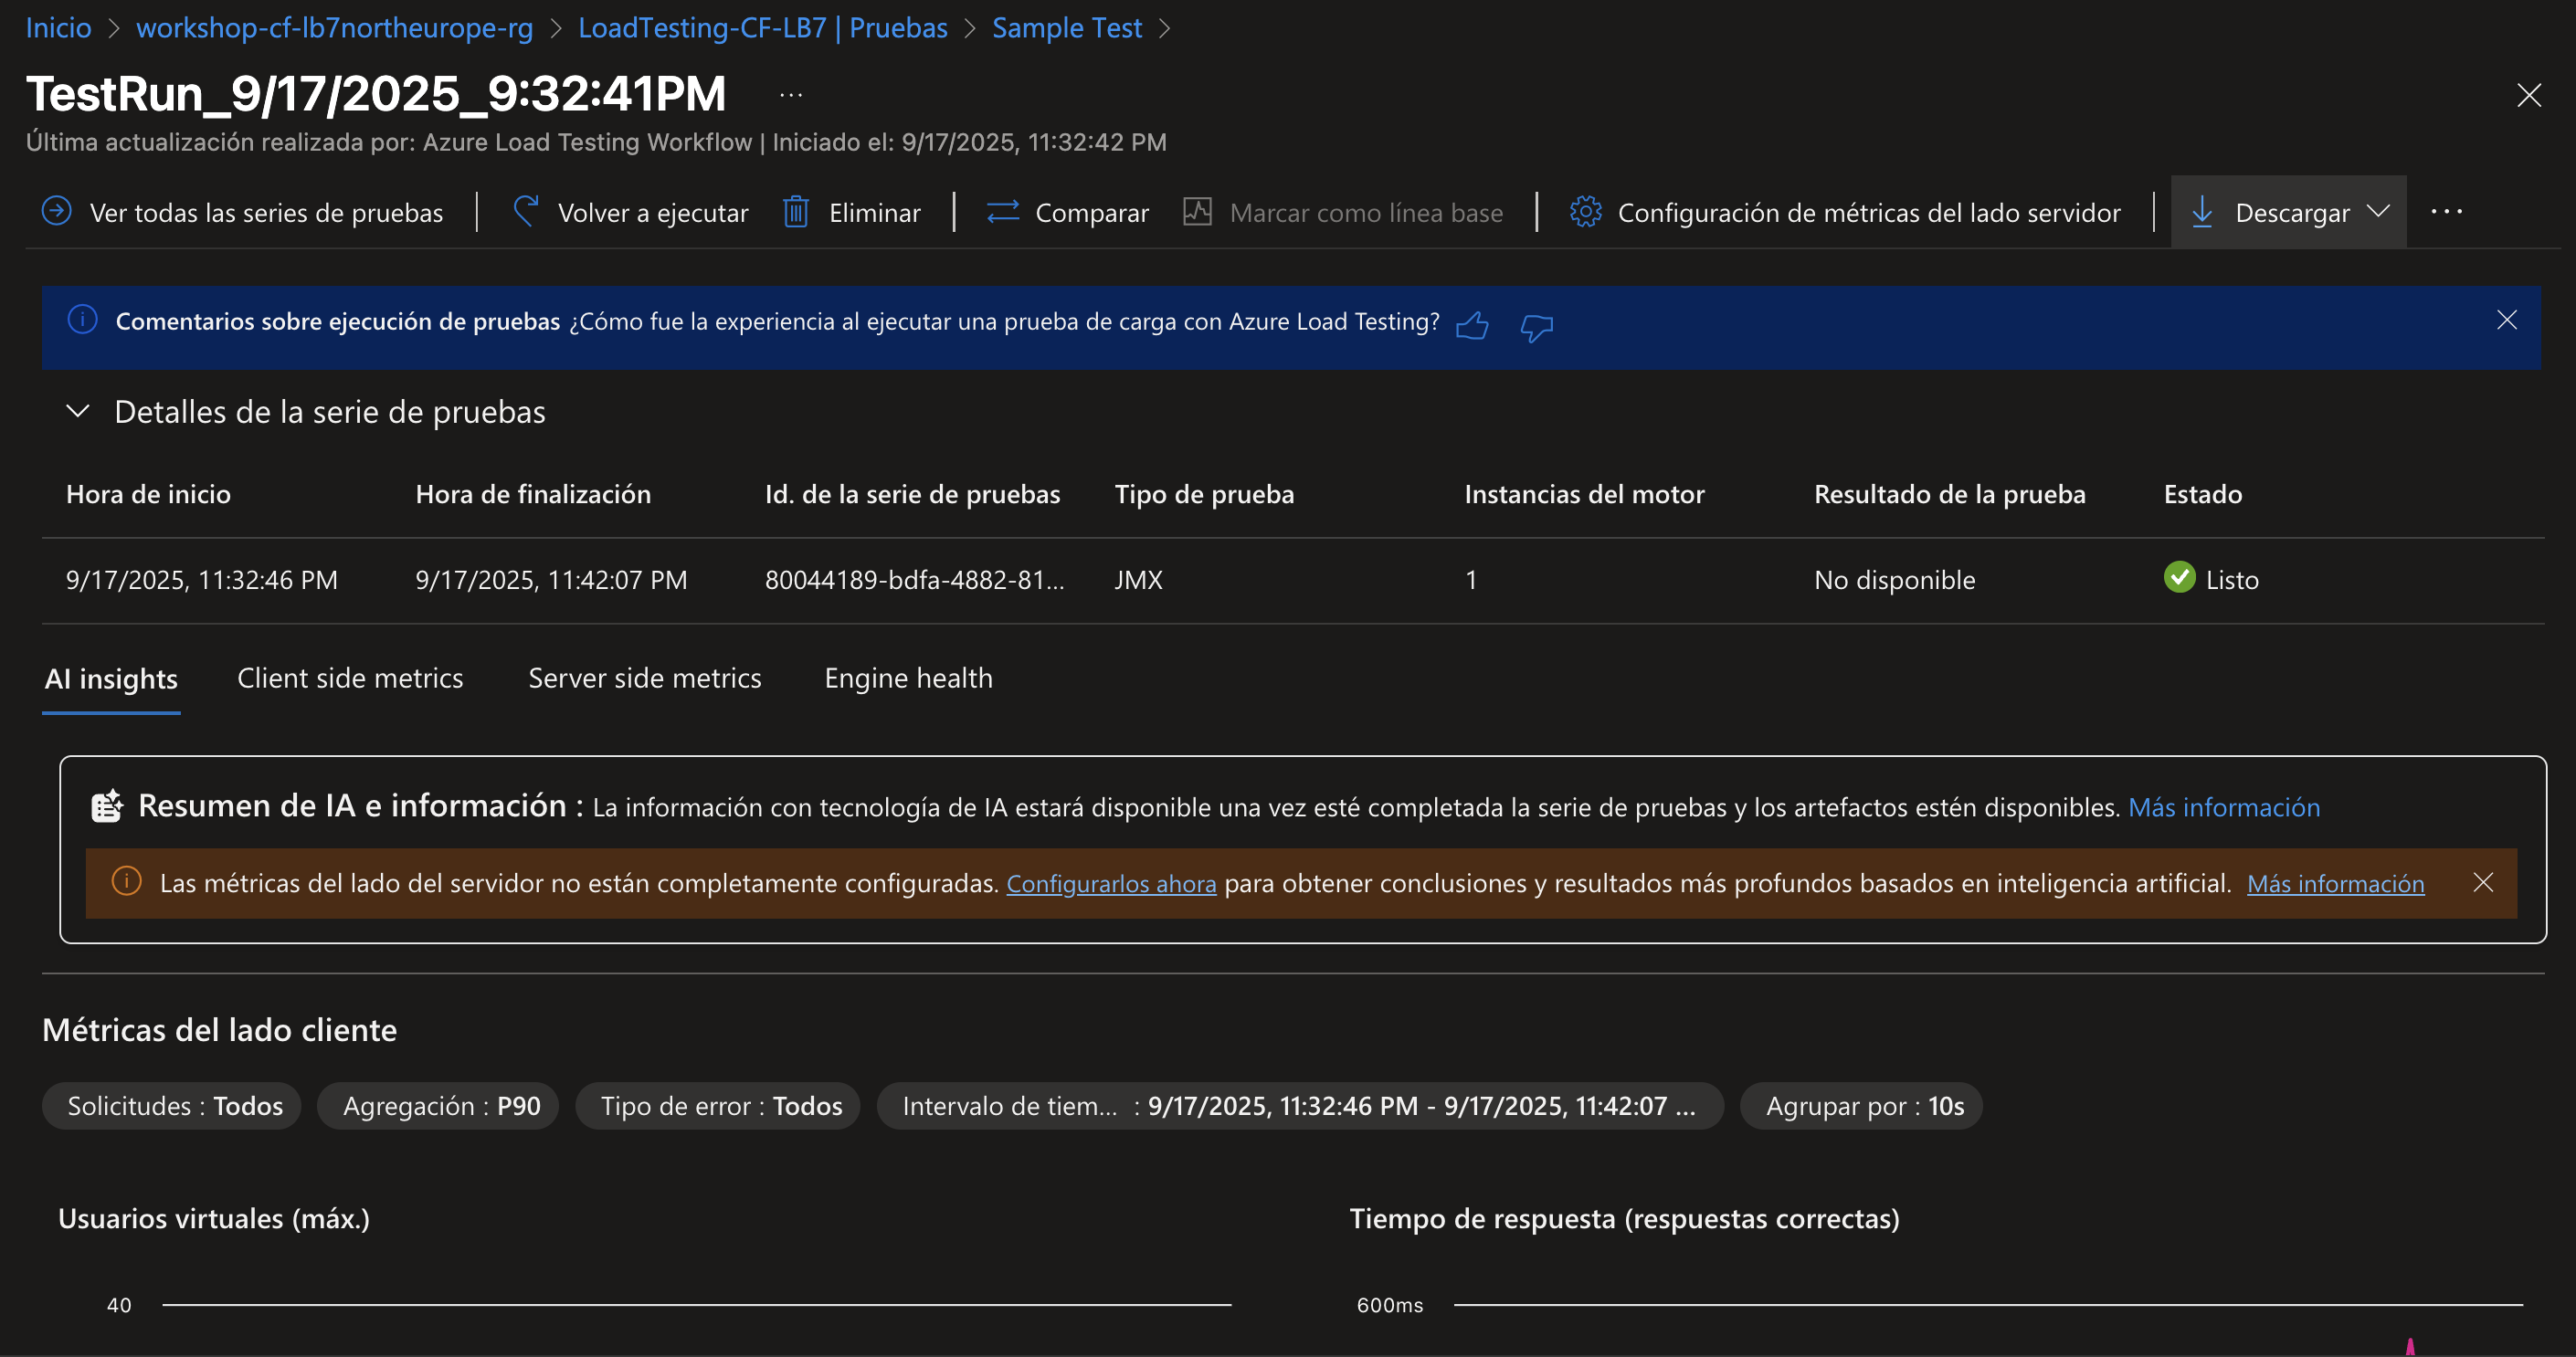 Inicio > workshop-cf-lb7northeurope-rg > LoadTesting-CF-LB7 | Pruebas > Sample Test >
TestRun_9/17/2025_9:32:41PM ...
Última actualización realizada por: Azure Load Testing Workflow | Iniciado el: 9/17/2025, 11:32:42 PM
Ver todas las series de pruebas | Volver a ejecutar Eliminar | Comparar Marcar como línea base | Configuración de métricas del lado servidor | Descargar ...
Comentarios sobre ejecución de pruebas ¿Cómo fue la experiencia al ejecutar una prueba de carga con Azure Load Testing?
Detalles de la serie de pruebas
Hora de inicio Hora de finalización Id. de la serie de pruebas Tipo de prueba Instancias del motor Resultado de la prueba Estado
9/17/2025, 11:32:46 PM 9/17/2025, 11:42:07 PM 80044189-bdfa-4882-81... JMX 1 No disponible Listo
AI insights Client side metrics Server side metrics Engine health
Resumen de IA e información : La información con tecnología de IA estará disponible una vez esté completada la serie de pruebas y los artefactos estén disponibles. Más información
Las métricas del lado del servidor no están completamente configuradas. Configurarlos ahora para obtener conclusiones y resultados más profundos basados en inteligencia artificial. Más información
Métricas del lado cliente
Solicitudes : Todos Agregación : P90 Tipo de error : Todos Intervalo de tiem... : 9/17/2025, 11:32:46 PM - 9/17/2025, 11:42:07 ... Agrupar por : 10s
Usuarios virtuales (máx.) Tiempo de respuesta (respuestas correctas)
40 600ms